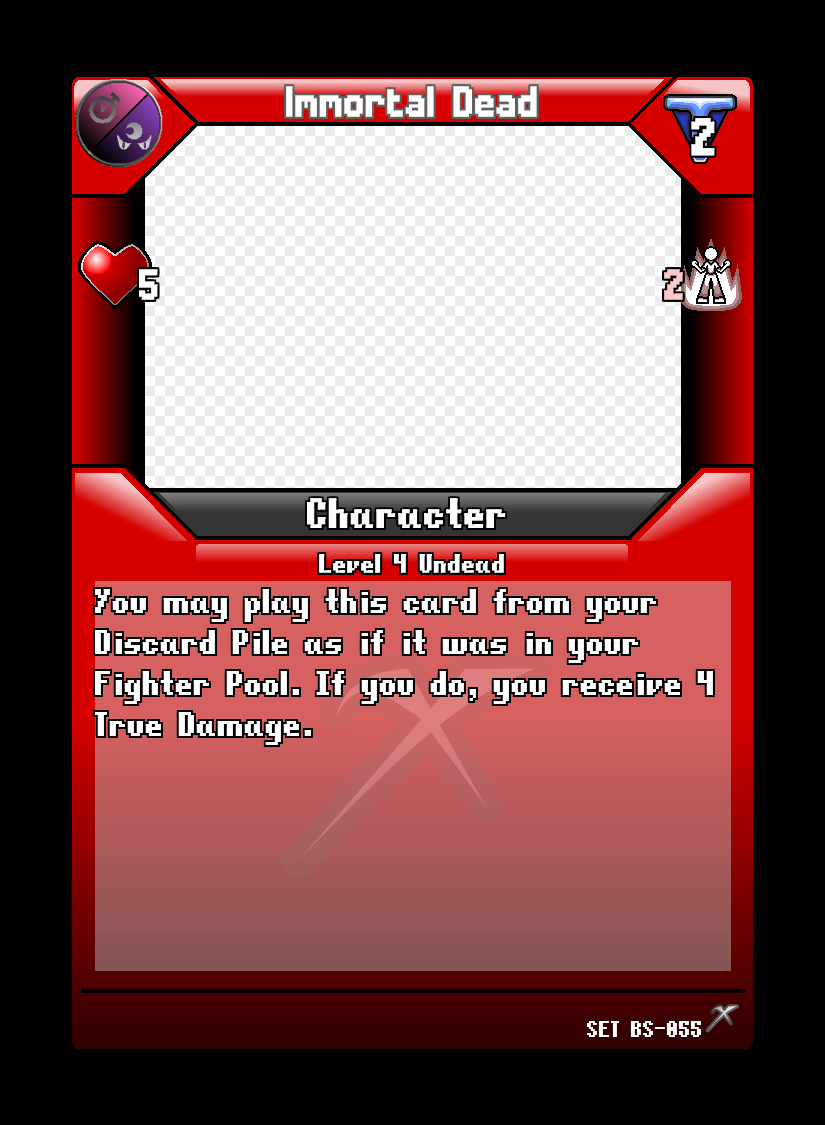 Immortal Dead
2
5
2
Character
Level 4 Undead
You may play this card from your
Discard Pile as if it was in your
Fighter Pool. If you do, you receive 4
True Damage.
SET BS-055